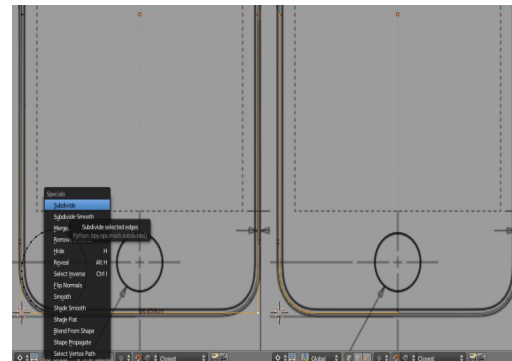 Specials
Subdivide
Subdivide Smooth
Merge...
Subdivide selected edges
Python: bpy.ops.mesh.subdivide()
Hide H
Reveal Alt H
Select Inverse Ctrl I
Flip Normals
Smooth
Shade Smooth
Shade Flat
Blend From Shape
Shape Propagate
Select Vertex Path
Closest
Global
Closest